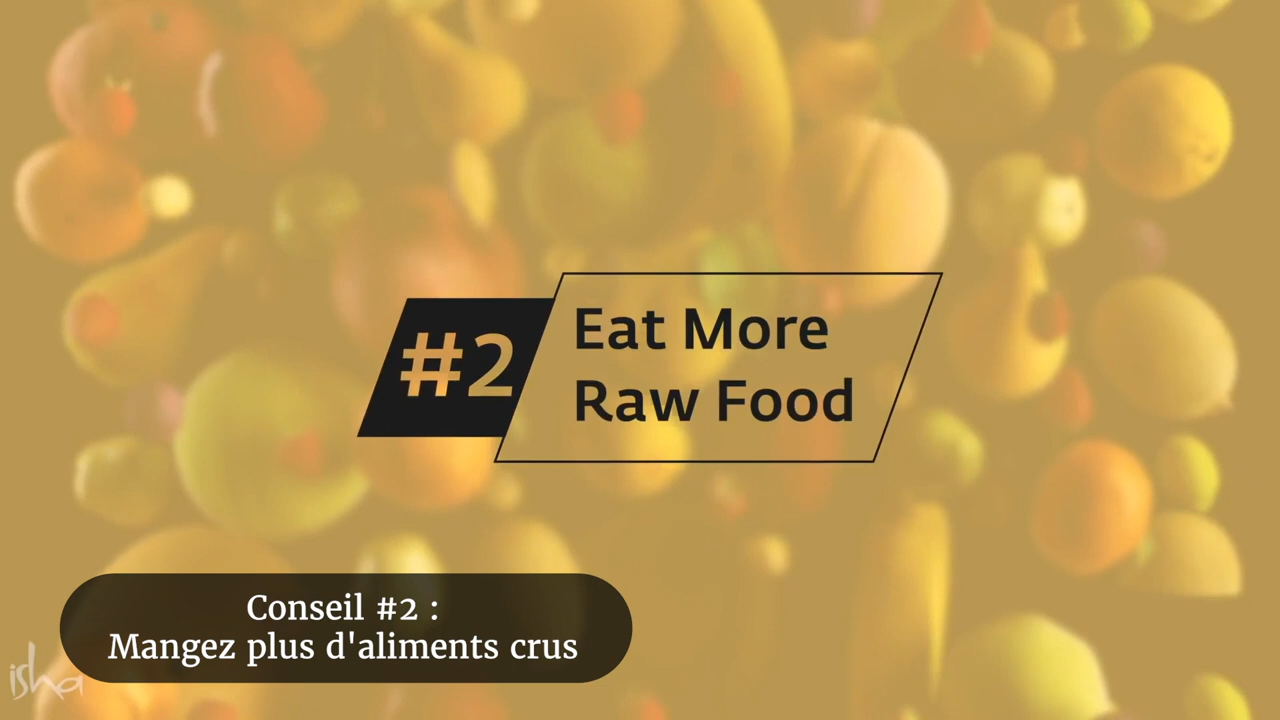 #2
Eat More
Raw Food
Conseil #2 :
Mangez plus d'aliments crus
isha